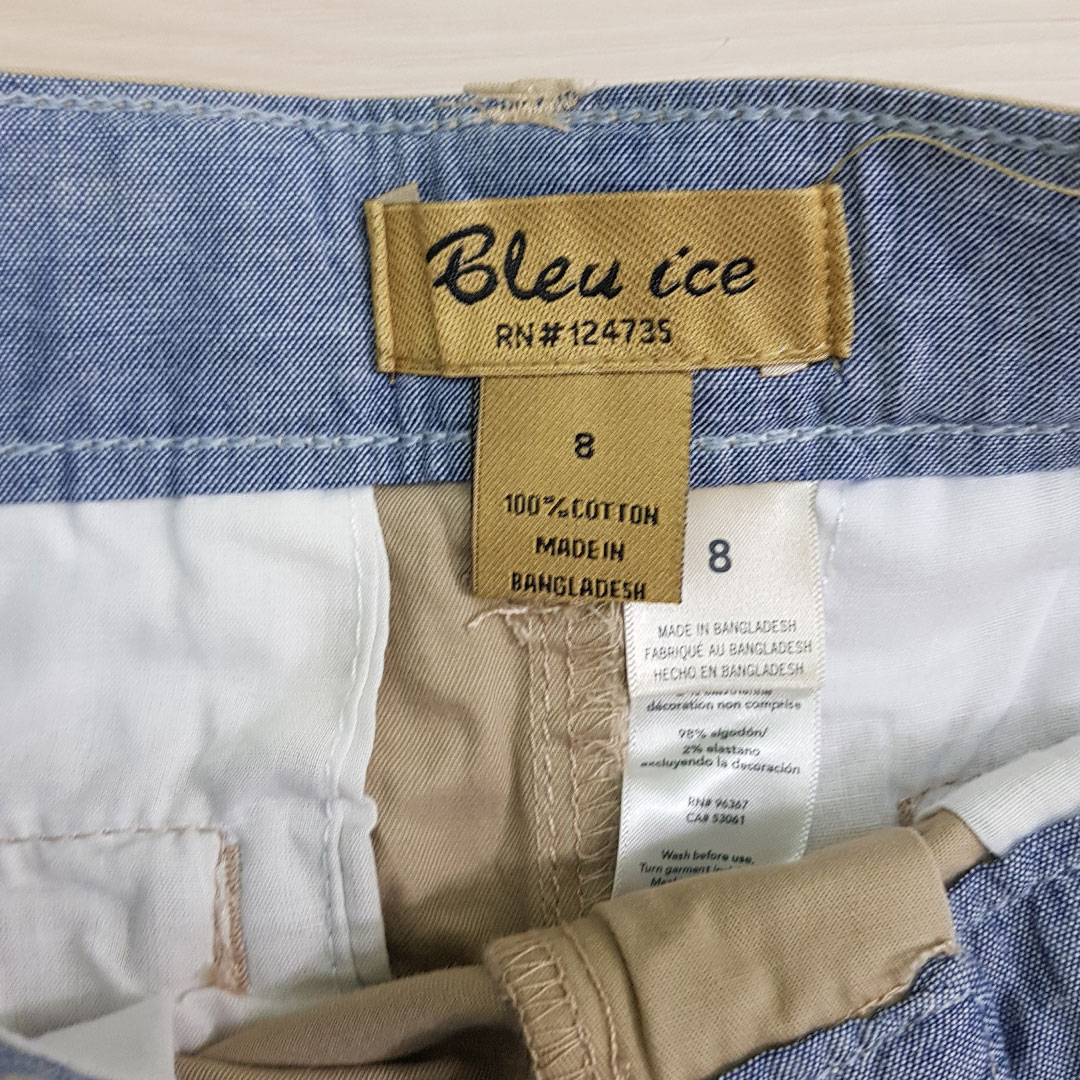 Bleu ice
RN#124735
8
100%COTTON
MADE IN
BANGLADESH
8
MADE IN BANGLADESH
FABRIQUÉ AU BANGLADESH
HECHO EN BANGLADESH
décoration non comprise
98% algodón/
2% elastano
excluyendo la decoración
RN# 96367
CA# 53061
Wash before use.
Turn garment